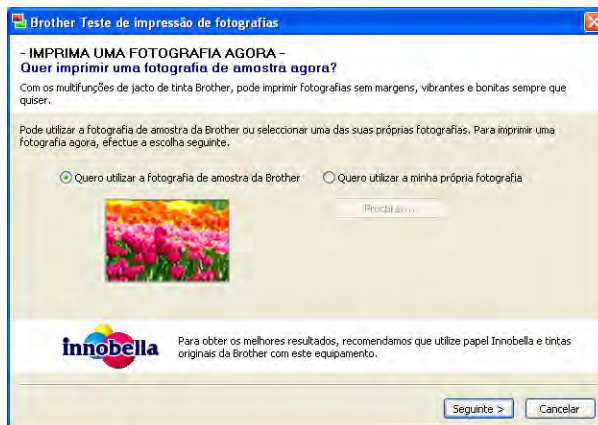 Brother Teste de impressão de fotografias
- IMPRIMA UMA FOTOGRAFIA AGORA -
Quer imprimir uma fotografia de amostra agora?
Com os multifunções de jacto de tinta Brother, pode imprimir fotografias sem margens, vibrantes e bonitas sempre que
quiser.
Pode utilizar a fotografia de amostra da Brother ou seleccionar uma das suas próprias fotografias. Para imprimir uma
fotografia agora, efectue a escolha seguinte.
Quero utilizar a fotografia de amostra da Brother
Quero utilizar a minha própria fotografia
Procurar...
innobella
Para obter os melhores resultados, recomendamos que utilize papel Innobella e tintas
originais da Brother com este equipamento.
Seguinte >
Cancelar